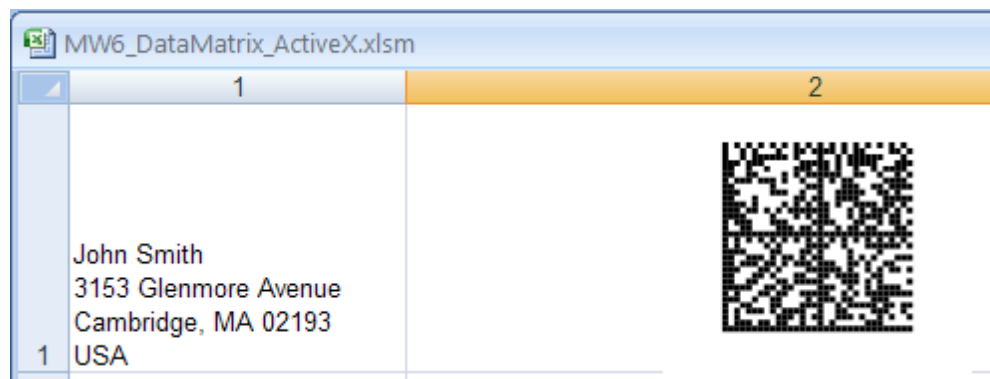 MW6_DataMatrix_ActiveX.xlsm
1 2
John Smith
3153 Glenmore Avenue
Cambridge, MA 02193
1 USA